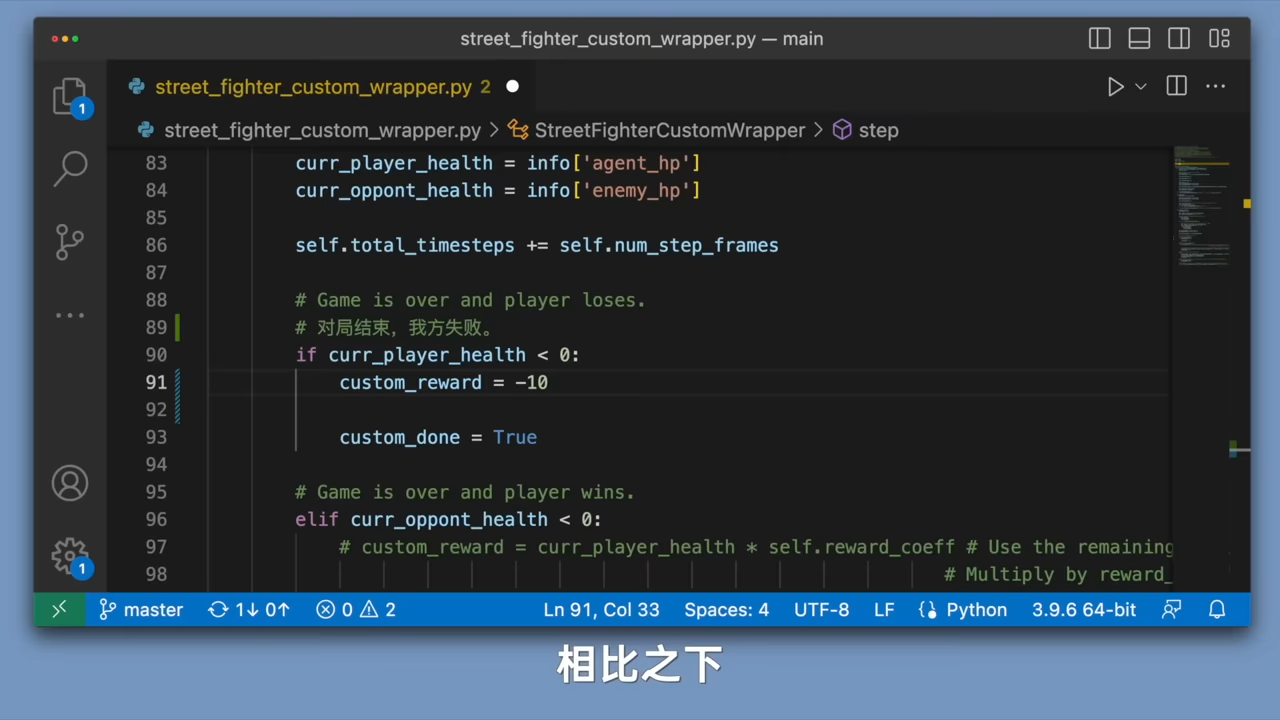 street_fighter_custom_wrapper.py — main
street_fighter_custom_wrapper.py 2
street_fighter_custom_wrapper.py > StreetFighterCustomWrapper > step
1
83 curr_player_health = info['agent_hp']
84 curr_oppont_health = info['enemy_hp']
85
86 self.total_timesteps += self.num_step_frames
87
88 # Game is over and player loses.
89 # 对局结束，我方失败。
90 if curr_player_health < 0:
91 custom_reward = -10
92
93 custom_done = True
94
95 # Game is over and player wins.
96 elif curr_oppont_health < 0:
97 # custom_reward = curr_player_health * self.reward_coeff # Use the remaining
98 # Multiply by reward_
1
master 1↓ 0↑ 0 2 Ln 91, Col 33 Spaces: 4 UTF-8 LF Python 3.9.6 64-bit
相比之下